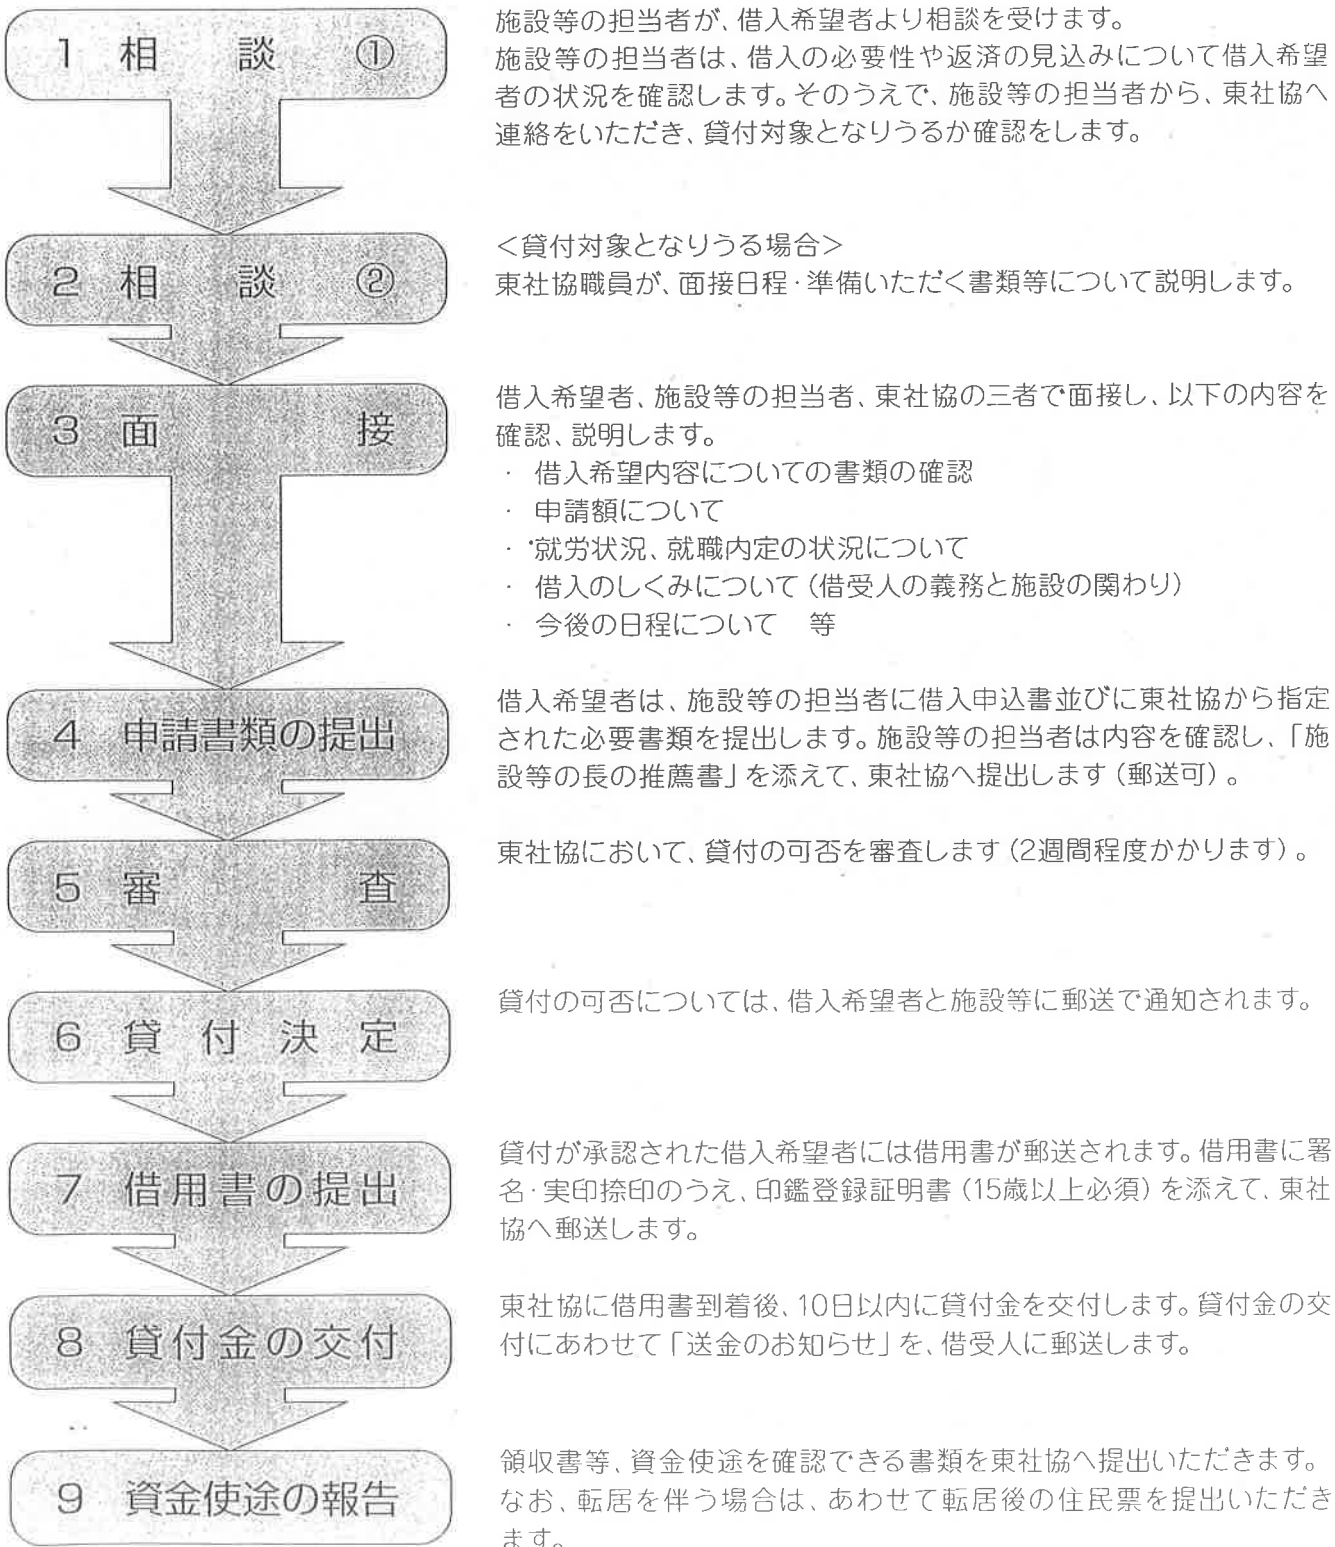 1 相談 ①
施設等の担当者が、借入希望者より相談を受けます。
施設等の担当者は、借入の必要性や返済の見込みについて借入希望
者の状況を確認します。そのうえで、施設等の担当者から、東社協へ
連絡をいただき、貸付対象となりうるか確認をします。
2 相談 ②
＜貸付対象となりうる場合＞
東社協職員が、面接日程・準備いただく書類等について説明します。
3 面接
借入希望者、施設等の担当者、東社協の三者で面接し、以下の内容を
確認、説明します。
・ 借入希望内容についての書類の確認
・ 申請額について
・ 就労状況、就職内定の状況について
・ 借入のしくみについて（借受人の義務と施設の関わり）
・ 今後の日程について 等
4 申請書類の提出
借入希望者は、施設等の担当者に借入申込書並びに東社協から指定
された必要書類を提出します。施設等の担当者は内容を確認し、「施
設等の長の推薦書」を添えて、東社協へ提出します（郵送可）。
5 審査
東社協において、貸付の可否を審査します（2週間程度かかります）。
6 貸付決定
貸付の可否については、借入希望者と施設等に郵送で通知されます。
7 借用書の提出
貸付が承認された借入希望者には借用書が郵送されます。借用書に署
名・実印捺印のうえ、印鑑登録証明書（15歳以上必須）を添えて、東社
協へ郵送します。
8 貸付金の交付
東社協に借用書到着後、10日以内に貸付金を交付します。貸付金の交
付にあわせて「送金のお知らせ」を、借受人に郵送します。
9 資金使途の報告
領収書等、資金使途を確認できる書類を東社協へ提出いただきます。
なお、転居を伴う場合は、あわせて転居後の住民票を提出いただき
ます。